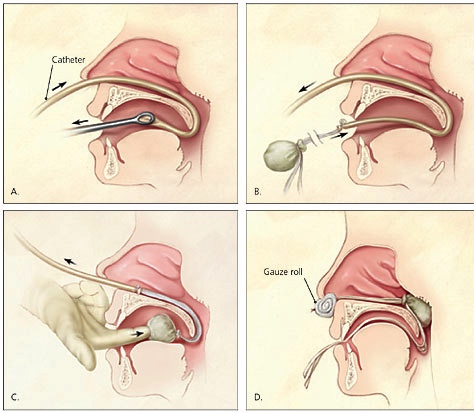 Catheter
A.
B.
C.
Gauze roll
D.